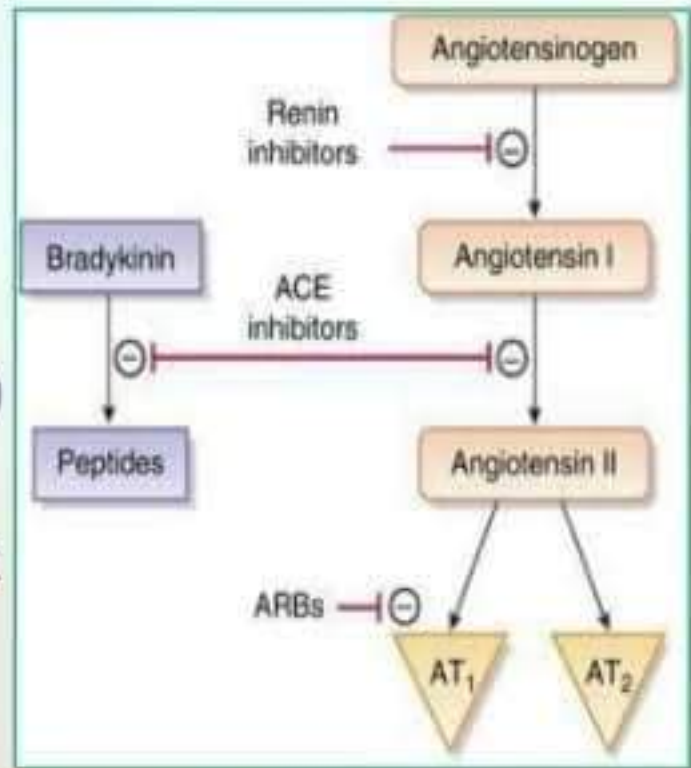 Angiotensinogen
Renin
inhibitors
−
Bradykinin
Angiotensin I
ACE
inhibitors
−
−
Peptides
Angiotensin II
ARBs
−
AT₁
AT₂